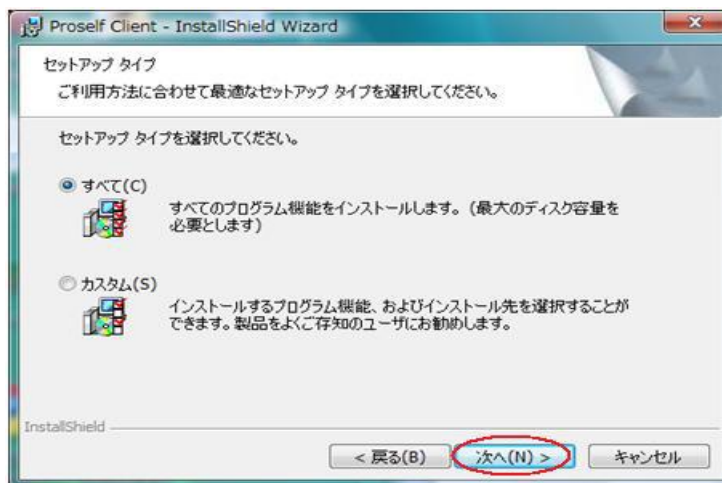 Proself Client - InstallShield Wizard
セットアップ タイプ
ご利用方法に合わせて最適なセットアップ タイプを選択してください。
セットアップ タイプを選択してください。
すべて(C)
すべてのプログラム機能をインストールします。(最大のディスク容量を
必要とします)
カスタム(S)
インストールするプログラム機能、およびインストール先を選択することが
できます。製品をよくご存知のユーザにお勧めします。
InstallShield
< 戻る(B)
次へ(N) >
キャンセル